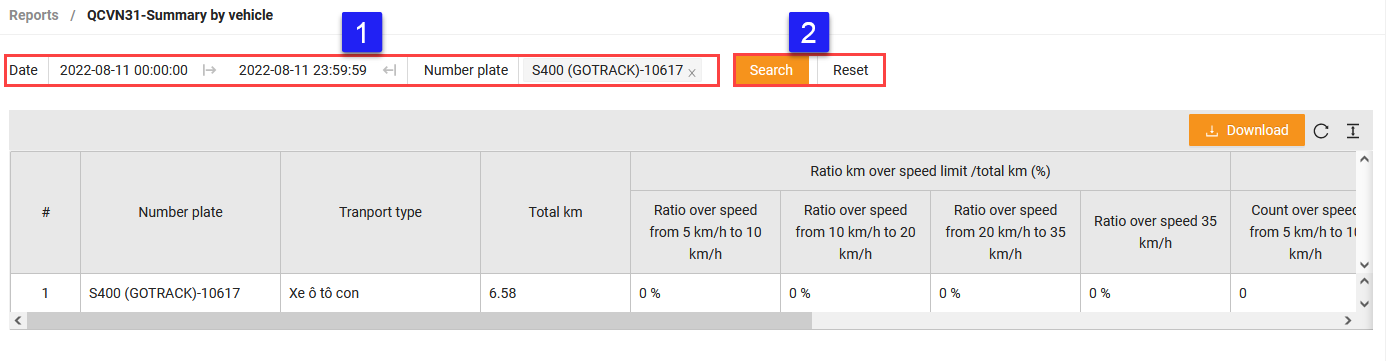 Reports / QCVN31-Summary by vehicle
1
2
Date 2022-08-11 00:00:00 2022-08-11 23:59:59 Number plate S400 (GOTRACK)-10617 x Search Reset
Download
# Number plate Tranport type Total km
Ratio km over speed limit /total km (%)
Ratio over speed from 5 km/h to 10 km/h
Ratio over speed from 10 km/h to 20 km/h
Ratio over speed from 20 km/h to 35 km/h
Ratio over speed 35 km/h
Count over speed from 5 km/h to 10 km/h
1 S400 (GOTRACK)-10617 Xe ô tô con 6.58 0 % 0 % 0 % 0 % 0